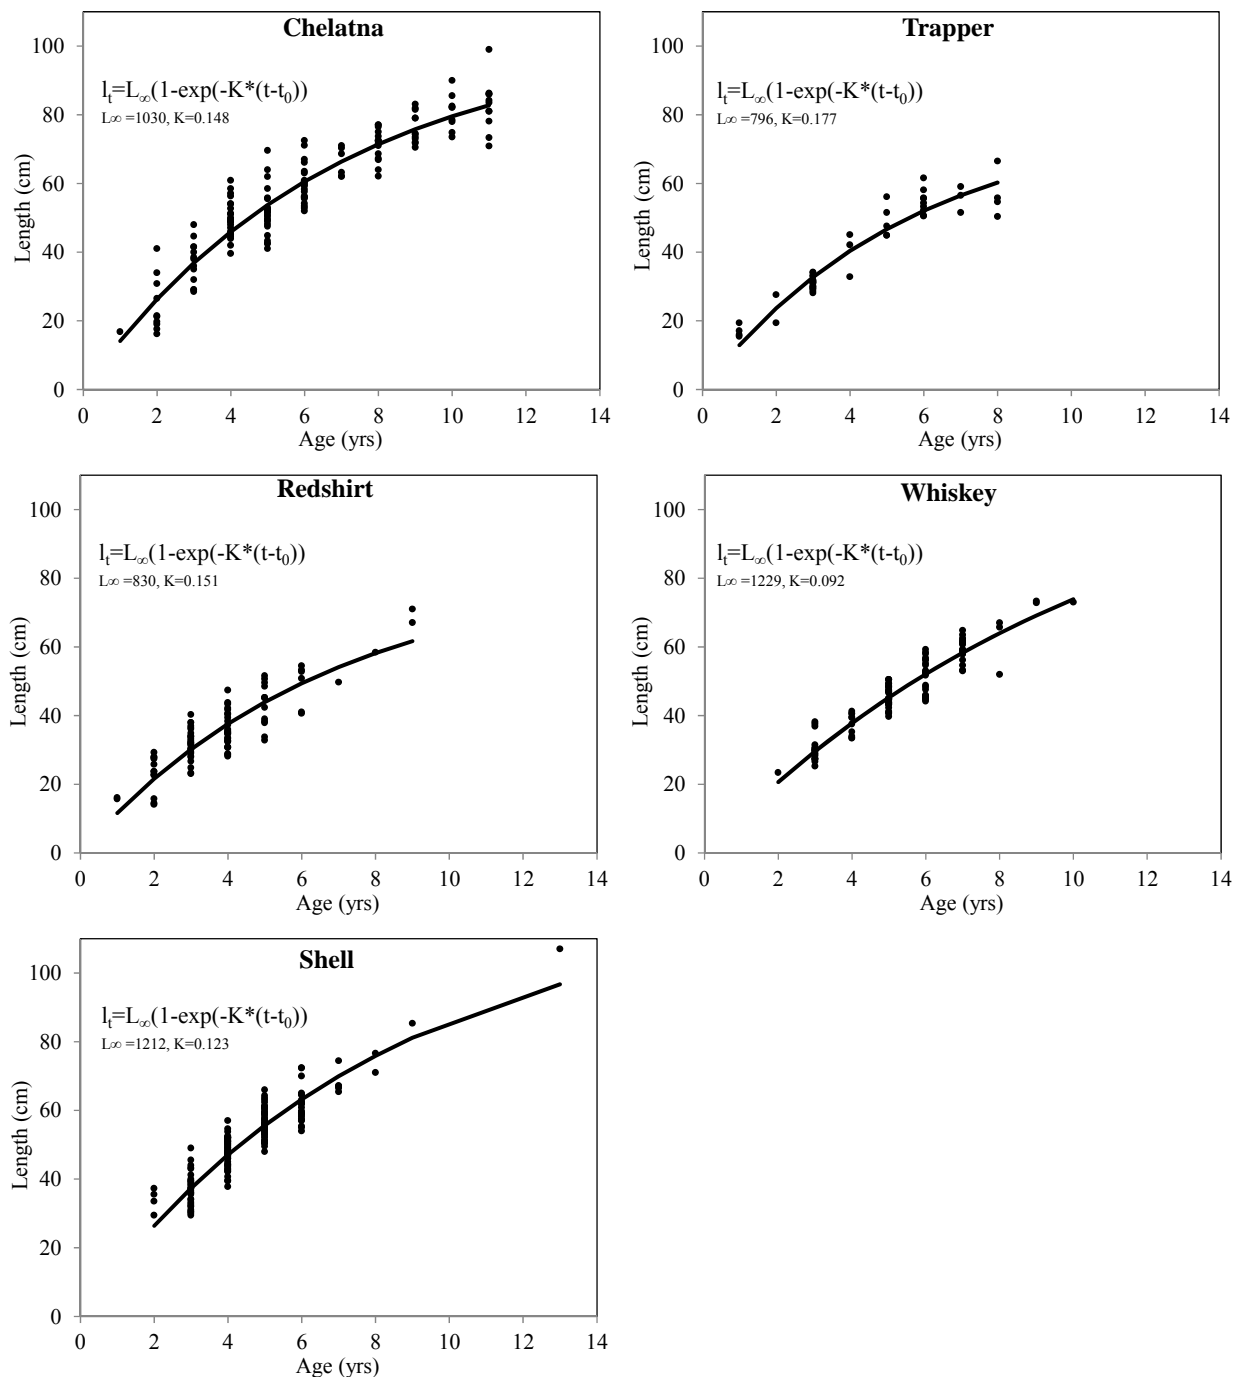 Chelatna
l_t=L_∞(1-exp(-K*(t-t_0))
L∞ =1030, K=0.148
Length (cm)
100
80
60
40
20
0
0 2 4 6 8 10 12 14
Age (yrs)
Trapper
l_t=L_∞(1-exp(-K*(t-t_0))
L∞ =796, K=0.177
Length (cm)
100
80
60
40
20
0
0 2 4 6 8 10 12 14
Age (yrs)
Redshirt
l_t=L_∞(1-exp(-K*(t-t_0))
L∞ =830, K=0.151
Length (cm)
100
80
60
40
20
0
0 2 4 6 8 10 12 14
Age (yrs)
Whiskey
l_t=L_∞(1-exp(-K*(t-t_0))
L∞ =1229, K=0.092
Length (cm)
100
80
60
40
20
0
0 2 4 6 8 10 12 14
Age (yrs)
Shell
l_t=L_∞(1-exp(-K*(t-t_0))
L∞ =1212, K=0.123
Length (cm)
100
80
60
40
20
0
0 2 4 6 8 10 12 14
Age (yrs)